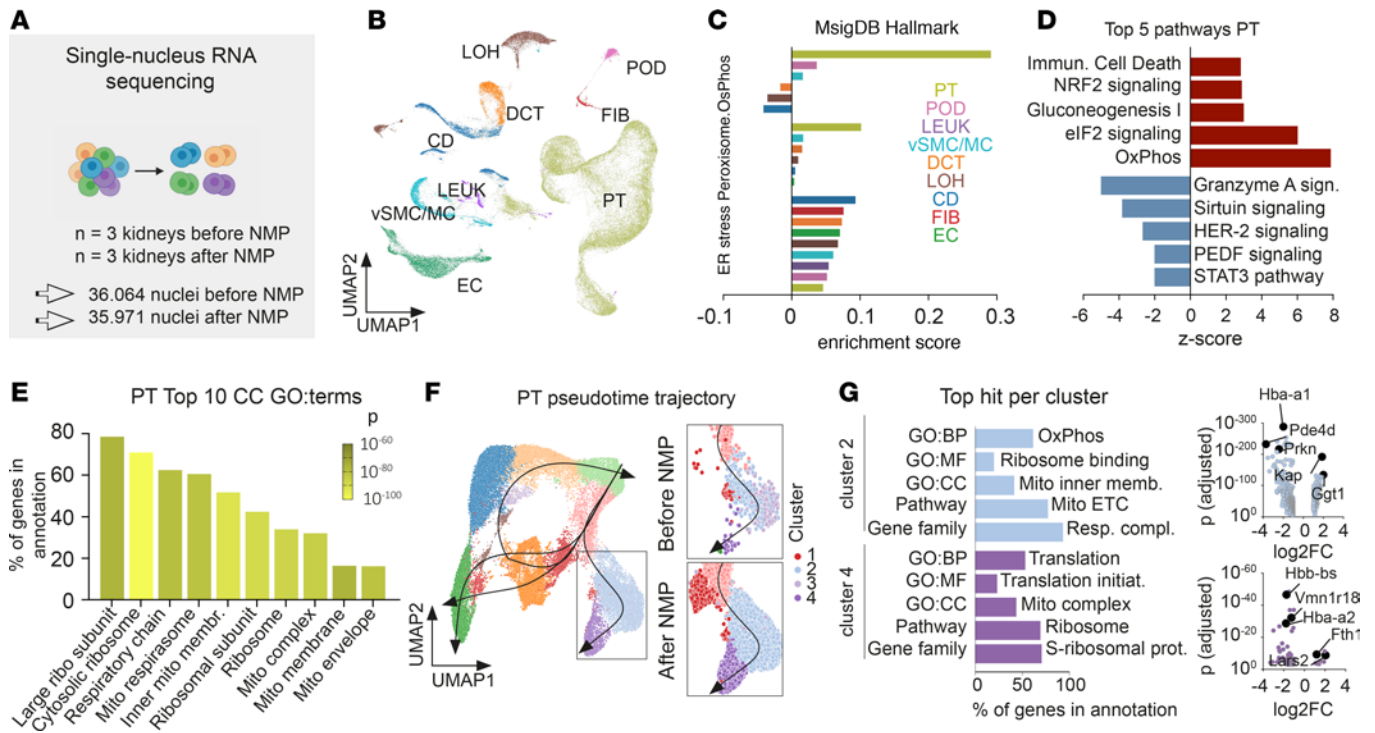 A
Single-nucleus RNA
sequencing
n = 3 kidneys before NMP
n = 3 kidneys after NMP
36.064 nuclei before NMP
35.971 nuclei after NMP
B
LOH
POD
DCT
FIB
CD
LEUK
PT
vSMC/MC
EC
UMAP2
UMAP1
C
MsigDB Hallmark
ER stress Peroxisome.OsPhos
PT
POD
LEUK
vSMC/MC
DCT
LOH
CD
FIB
EC
-0.1 0 0.1 0.2 0.3
enrichment score
D
Top 5 pathways PT
Immun. Cell Death
NRF2 signaling
Gluconeogenesis I
eIF2 signaling
OxPhos
Granzyme A sign.
Sirtuin signaling
HER-2 signaling
PEDF signaling
STAT3 pathway
-6 -4 -2 0 2 4 6 8
z-score
E
PT Top 10 CC GO:terms
% of genes in
annotation
80
60
40
20
0
p
10-60
10-80
10-100
Large ribo subunit
Cytosolic ribosome
Respiratory chain
Mito respirasome
Inner mito membr.
Ribosomal subunit
Ribosome
Mito complex
Mito membrane
Mito envelope
F
PT pseudotime trajectory
UMAP2
UMAP1
Before NMP
After NMP
Cluster
1
2
3
4
G
Top hit per cluster
cluster 2
GO:BP OxPhos
GO:MF Ribosome binding
GO:CC Mito inner memb.
Pathway Mito ETC
Gene family Resp. compl.
cluster 4
GO:BP Translation
GO:MF Translation initiat.
GO:CC Mito complex
Pathway Ribosome
Gene family S-ribosomal prot.
0 50 100
% of genes in annotation
Hba-a1
Pde4d
Prkn
Kap
Ggt1
p (adjusted)
10-300
10-200
10-100
100
-4 -2 0 2 4
log2FC
Hbb-bs
Vmn1r18
Hba-a2
Fth1
Lars2
p (adjusted)
10-60
10-40
10-20
100
-4 -2 0 2 4
log2FC